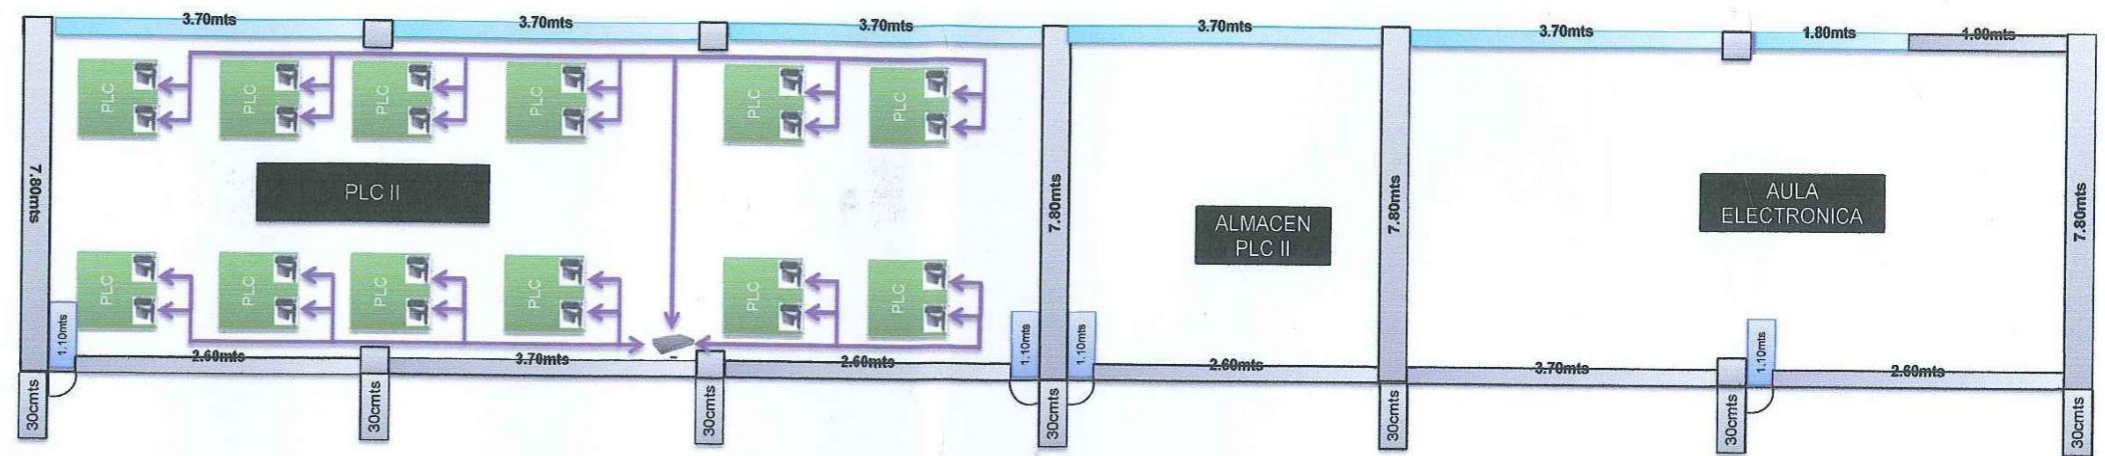 3.70mts
3.70mts
3.70mts
3.70mts
3.70mts
1.80mts
1.90mts
PLC
PLC
PLC
PLC
PLC
PLC
7.80mts
PLC II
7.80mts
ALMACEN
PLC II
7.80mts
AULA
ELECTRONICA
7.80mts
PLC
PLC
PLC
PLC
PLC
PLC
1.10mts
1.10mts
1.10mts
1.10mts
2.60mts
3.70mts
2.60mts
2.60mts
3.70mts
2.60mts
30cmts
30cmts
30cmts
30cmts
30cmts
30cmts
30cmts